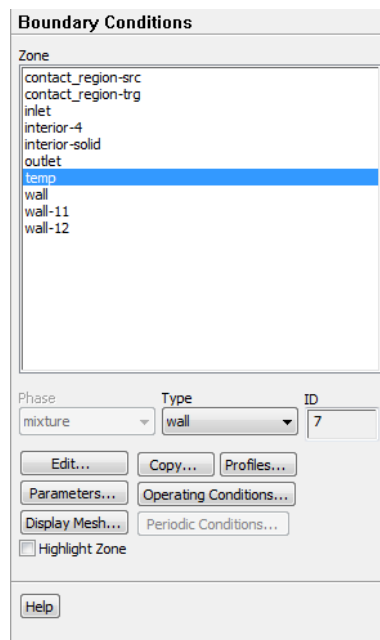 Boundary Conditions
Zone
contact_region-src
contact_region-trg
inlet
interior-4
interior-solid
outlet
temp
wall
wall-11
wall-12
Phase Type ID
mixture wall 7
Edit... Copy... Profiles...
Parameters... Operating Conditions...
Display Mesh... Periodic Conditions...
Highlight Zone
Help